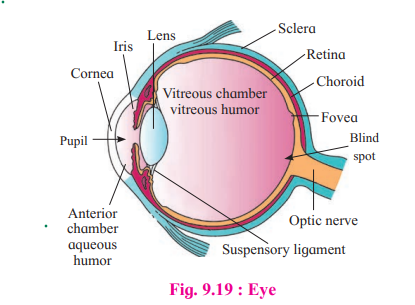 Lens
Sclera
Iris
Retina
Cornea
Choroid
Vitreous chamber
vitreous humor
Fovea
Pupil
Blind
spot
Anterior
chamber
aqueous
humor
Optic nerve
Suspensory ligament
Fig. 9.19 : Eye